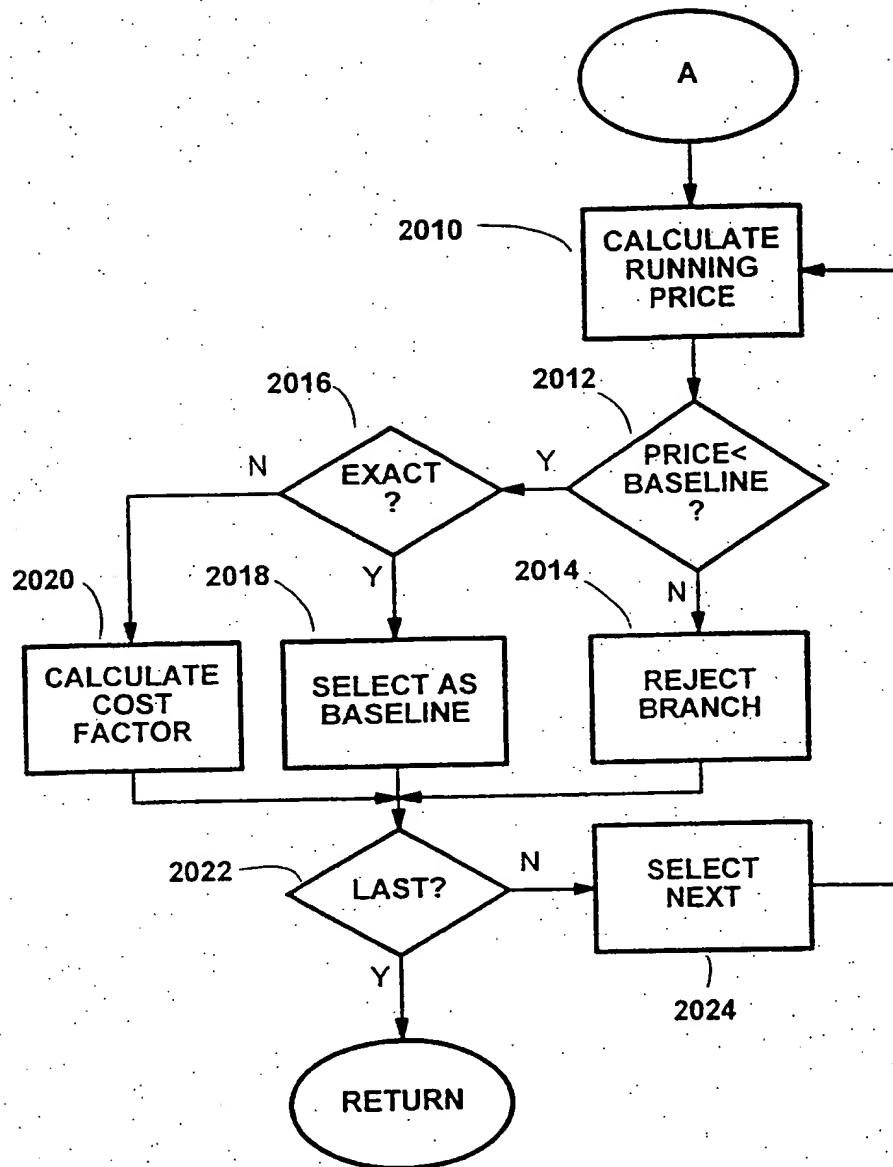 A
2010
CALCULATE
RUNNING
PRICE
2012
PRICE<
BASELINE
?
Y
N
2016
EXACT
?
N
Y
2020
CALCULATE
COST
FACTOR
2018
SELECT AS
BASELINE
2014
REJECT
BRANCH
2022
LAST?
N
Y
SELECT
NEXT
2024
RETURN